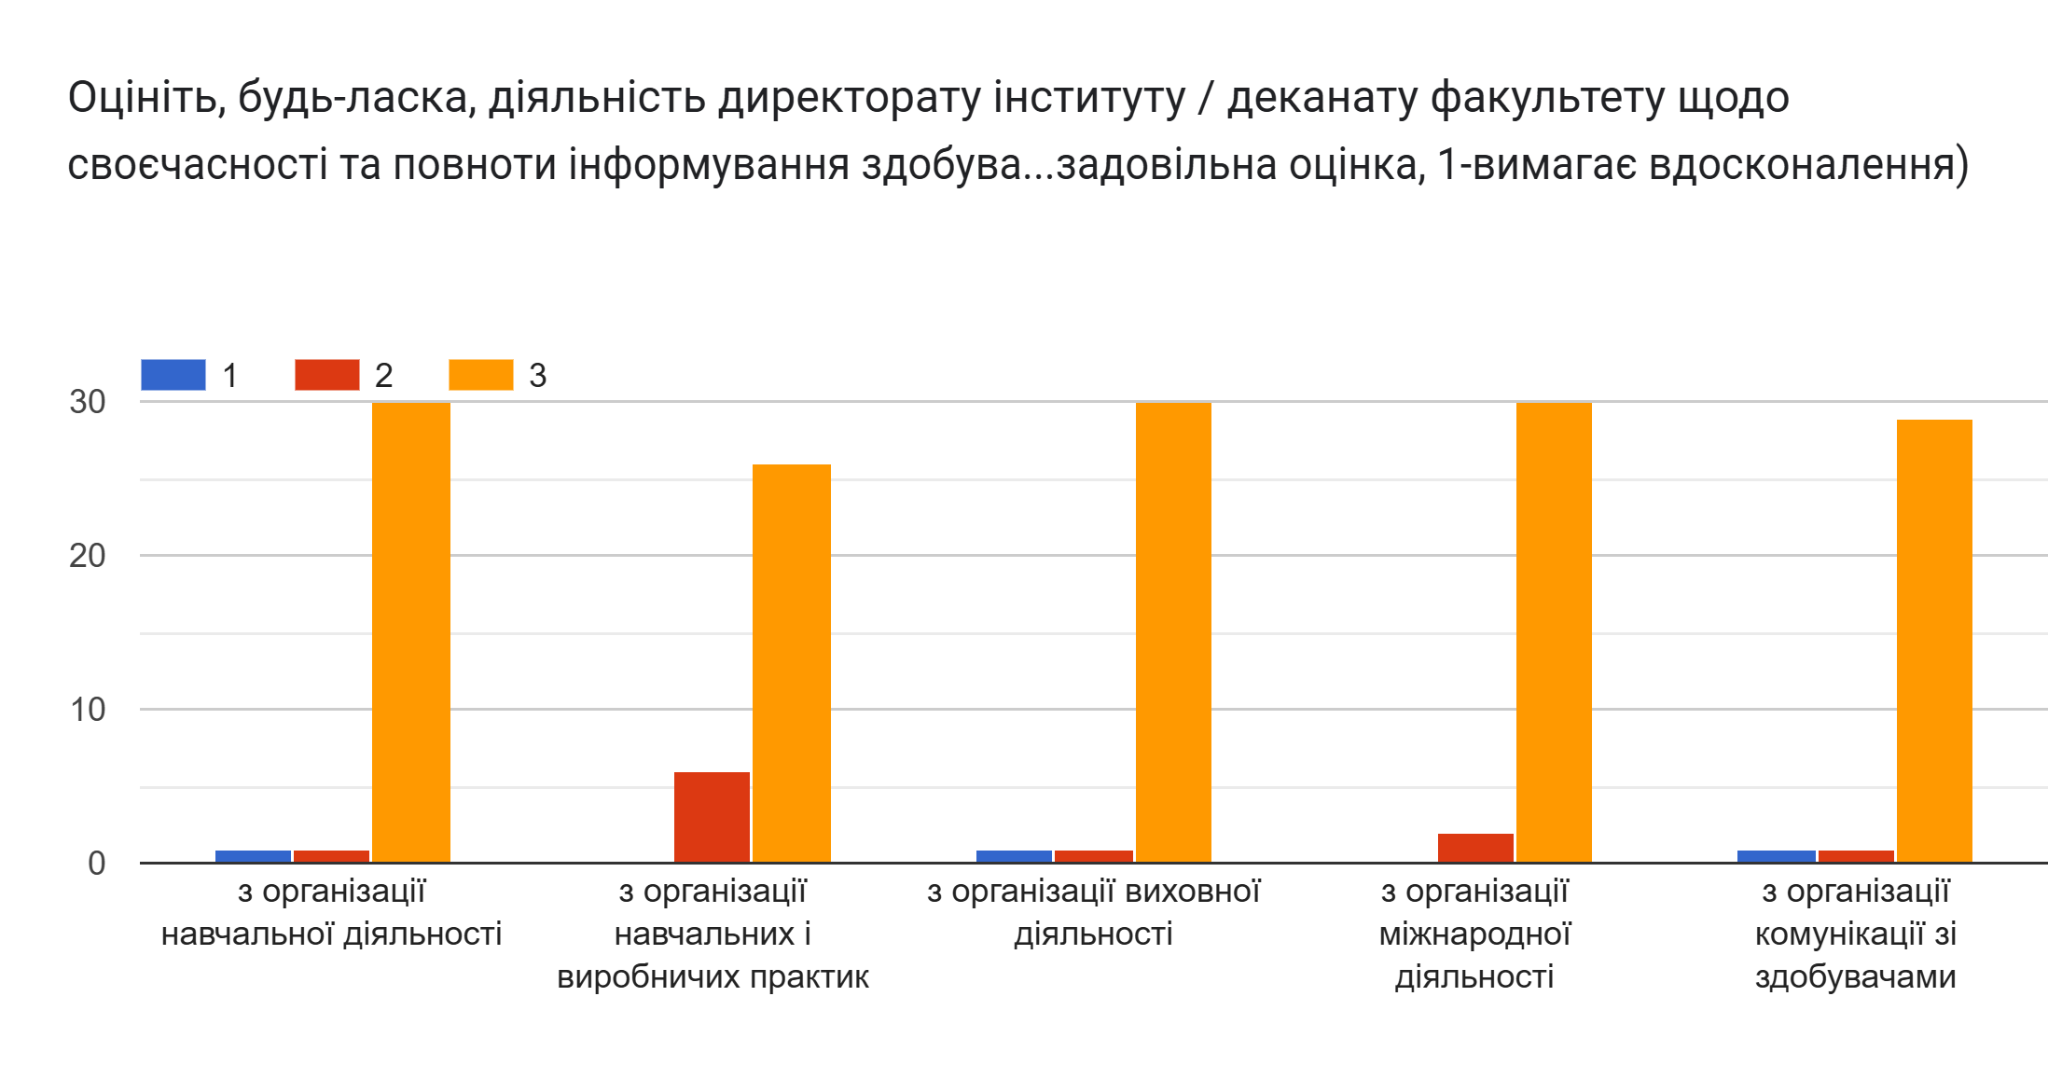 Оцініть, будь-ласка, діяльність директорату інституту / деканату факультету щодо
своєчасності та повноти інформування здобува...задовільна оцінка, 1-вимагає вдосконалення)
1 2 3
30
20
10
0
з організації
навчальної діяльності
з організації
навчальних і
виробничих практик
з організації виховної
діяльності
з організації
міжнародної
діяльності
з організації
комунікації зі
здобувачами